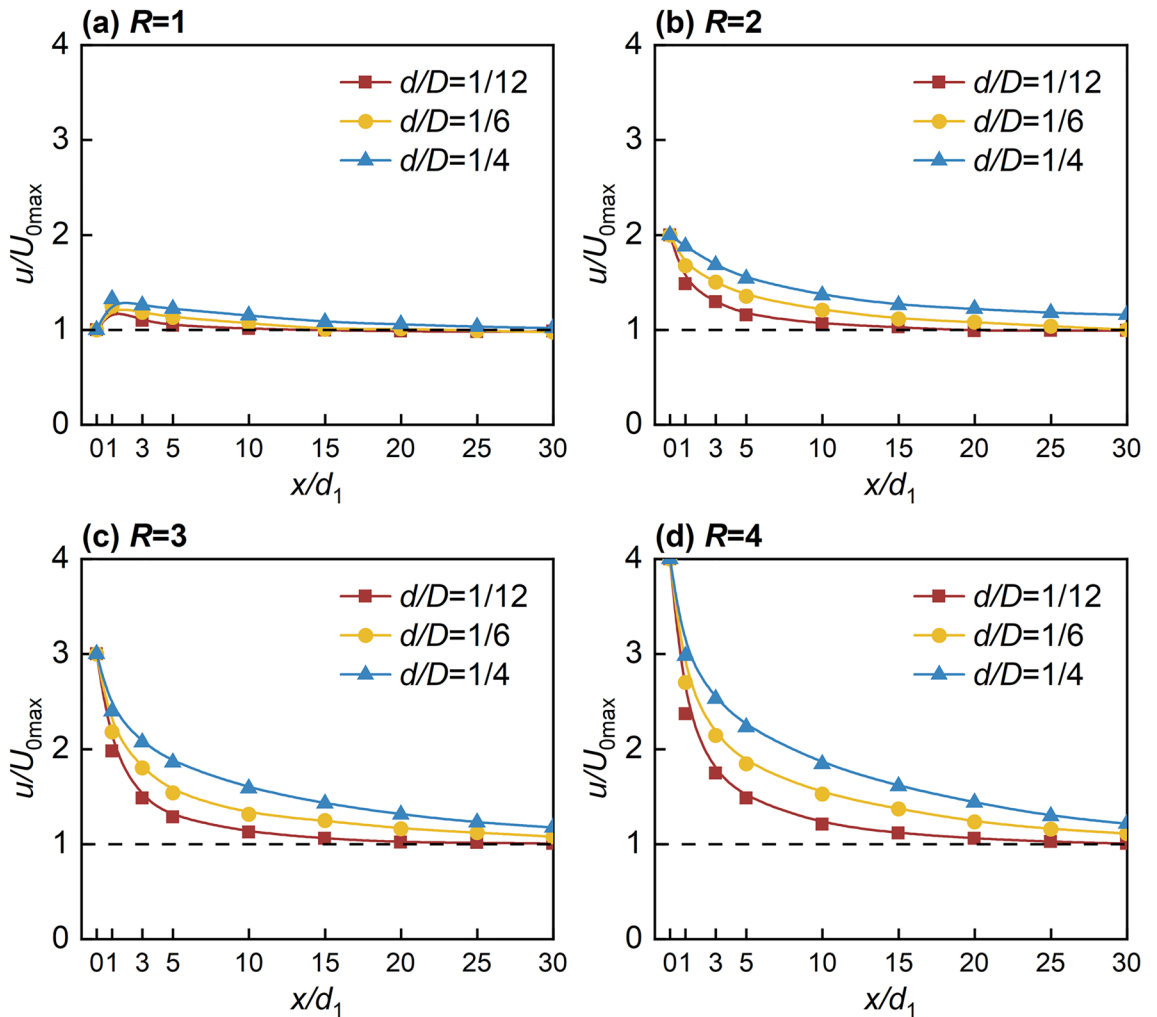 (a) R=1
4
3
2
1
0
u/U0max
d/D=1/12
d/D=1/6
d/D=1/4
0 1 3 5 10 15 20 25 30
x/d1
(b) R=2
4
3
2
1
0
u/U0max
d/D=1/12
d/D=1/6
d/D=1/4
0 1 3 5 10 15 20 25 30
x/d1
(c) R=3
4
3
2
1
0
u/U0max
d/D=1/12
d/D=1/6
d/D=1/4
0 1 3 5 10 15 20 25 30
x/d1
(d) R=4
4
3
2
1
0
u/U0max
d/D=1/12
d/D=1/6
d/D=1/4
0 1 3 5 10 15 20 25 30
x/d1